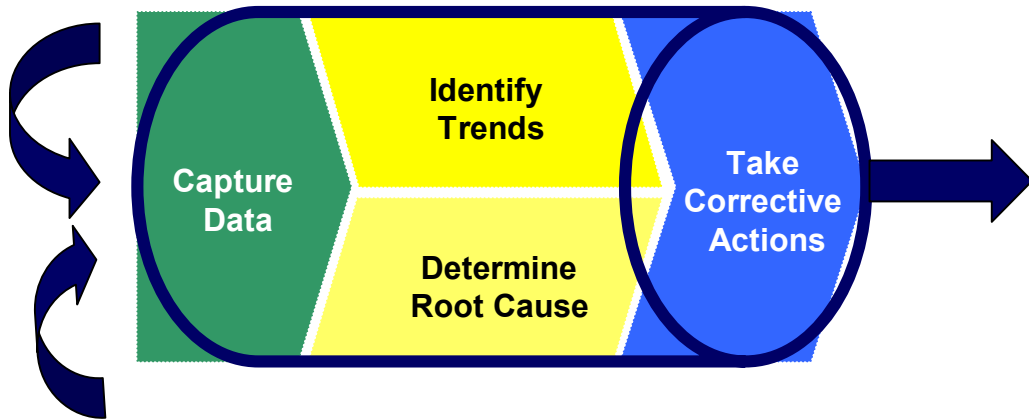 Capture
Data
Identify
Trends
Determine
Root Cause
Take
Corrective
Actions